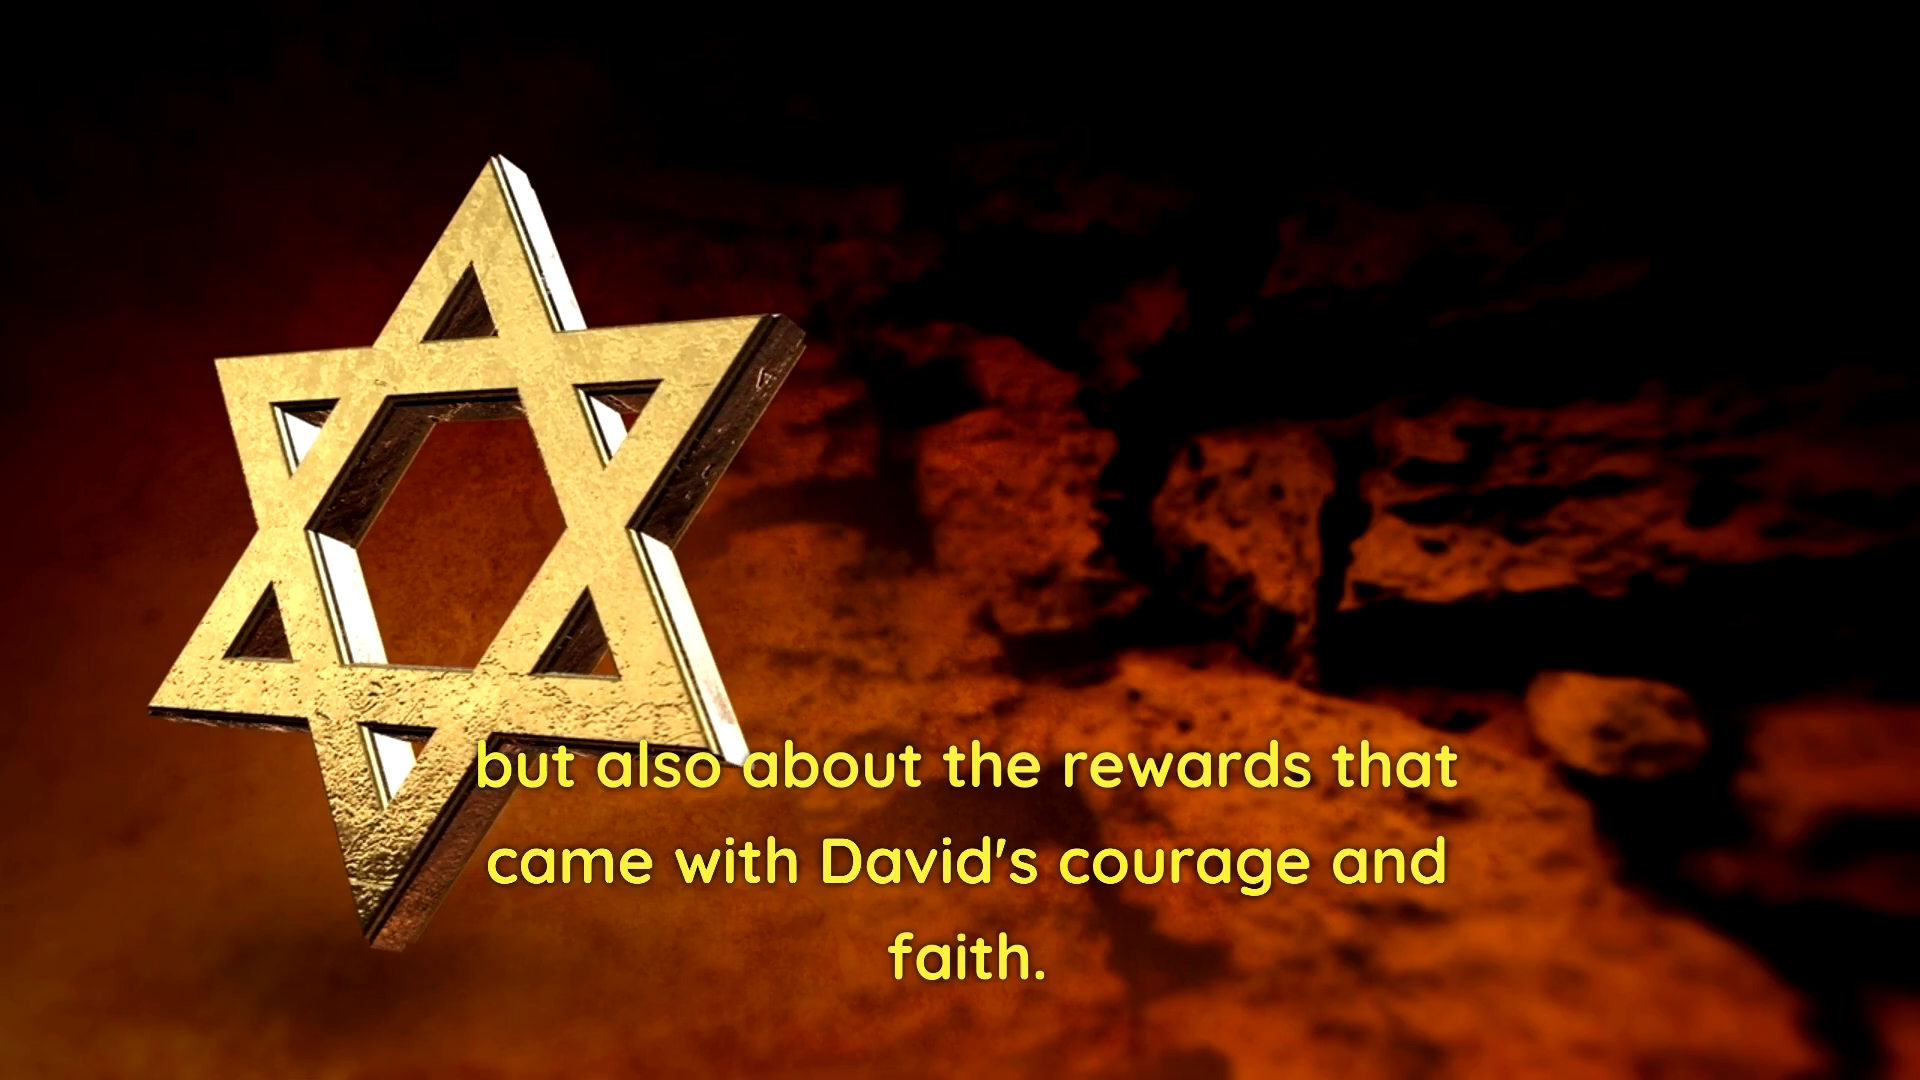 but also about the rewards that
came with David's courage and
faith.